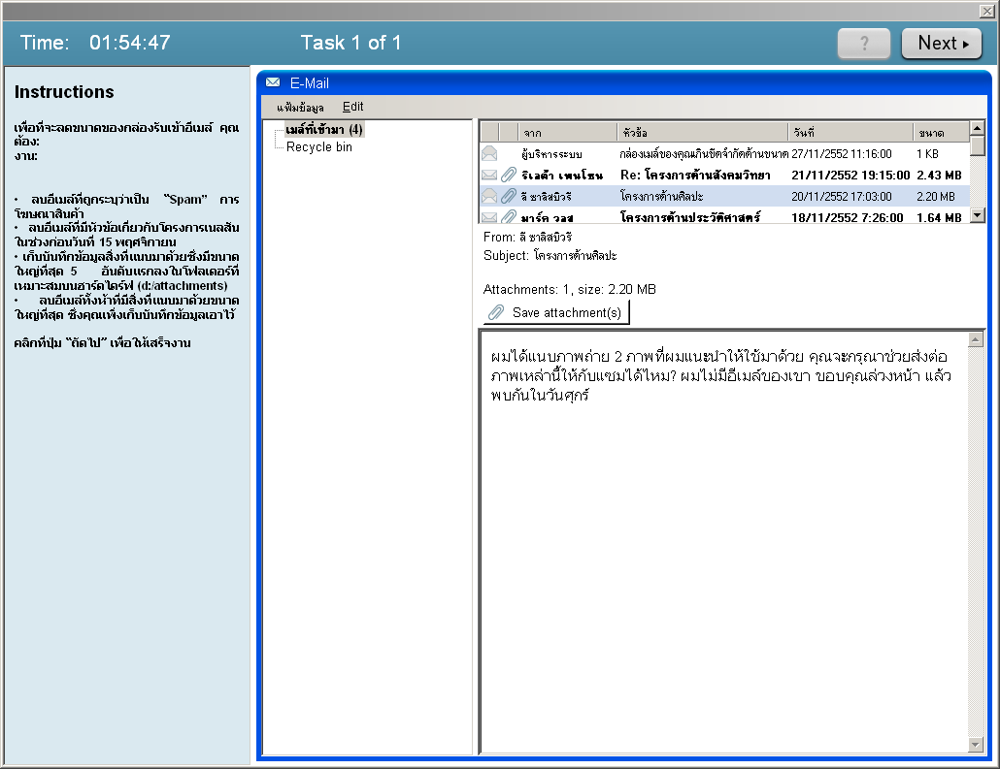 Time: 01:54:47
Task 1 of 1
?
Next
Instructions
เพื่อที่จะลดขนาดของกล่องรับเข้าอีเมล์ คุณ
ต้อง:
งาน:
• ลบอีเมล์ที่ถูกระบุว่าเป็น “Spam” การ
โฆษณาสินค้า
• ลบอีเมล์ที่มีหัวข้อเกี่ยวกับโครงการเนลสัน
ในช่วงก่อนวันที่ 15 พฤศจิกายน
• เก็บบันทึกข้อมูลสิ่งที่แนบมาด้วยซึ่งมีขนาด
ใหญ่ที่สุด 5 อันดับแรกลงในโฟลเดอร์ที่
เหมาะสมบนฮาร์ดไดร์ฟ (d:/attachments)
• ลบอีเมล์ทั้งห้าที่มีสิ่งที่แนบมาด้วยขนาด
ใหญ่ที่สุด ซึ่งคุณเพิ่งเก็บบันทึกข้อมูลเอาไว้
คลิกที่ปุ่ม “ถัดไป” เพื่อให้เสร็จงาน
E-Mail
แฟ้มข้อมูล Edit
เมล์ที่เข้ามา (4)
Recycle bin
จาก หัวข้อ วันที่ ขนาด
ผู้บริหารระบบ กล่องเมล์ของคุณเกินขีดจำกัดด้านขนาด 27/11/2552 11:16:00 1 KB
ริเอต้า เพนโซน Re: โครงการด้านสังคมวิทยา 21/11/2552 19:15:00 2.43 MB
ลี ชาลิสบิวรี โครงการด้านศิลปะ 20/11/2552 17:03:00 2.20 MB
มาร์ค วอส โครงการด้านประวัติศาสตร์ 18/11/2552 7:26:00 1.64 MB
From: ลี ชาลิสบิวรี
Subject: โครงการด้านศิลปะ
Attachments: 1, size: 2.20 MB
Save attachment(s)
ผมได้แนบภาพถ่าย 2 ภาพที่ผมแนะนำให้ใช้มาด้วย คุณจะกรุณาช่วยส่งต่อ
ภาพเหล่านี้ให้กับแซมได้ไหม? ผมไม่มีอีเมล์ของเขา ขอบคุณล่วงหน้า แล้ว
พบกันในวันศุกร์